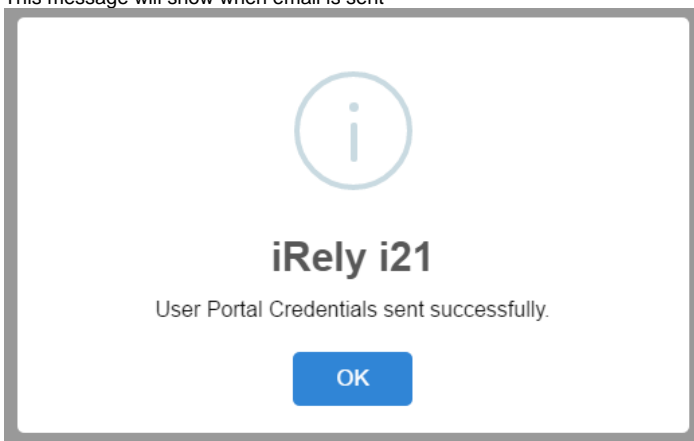 This message will show when email is sent
i
iRely i21
User Portal Credentials sent successfully.
OK